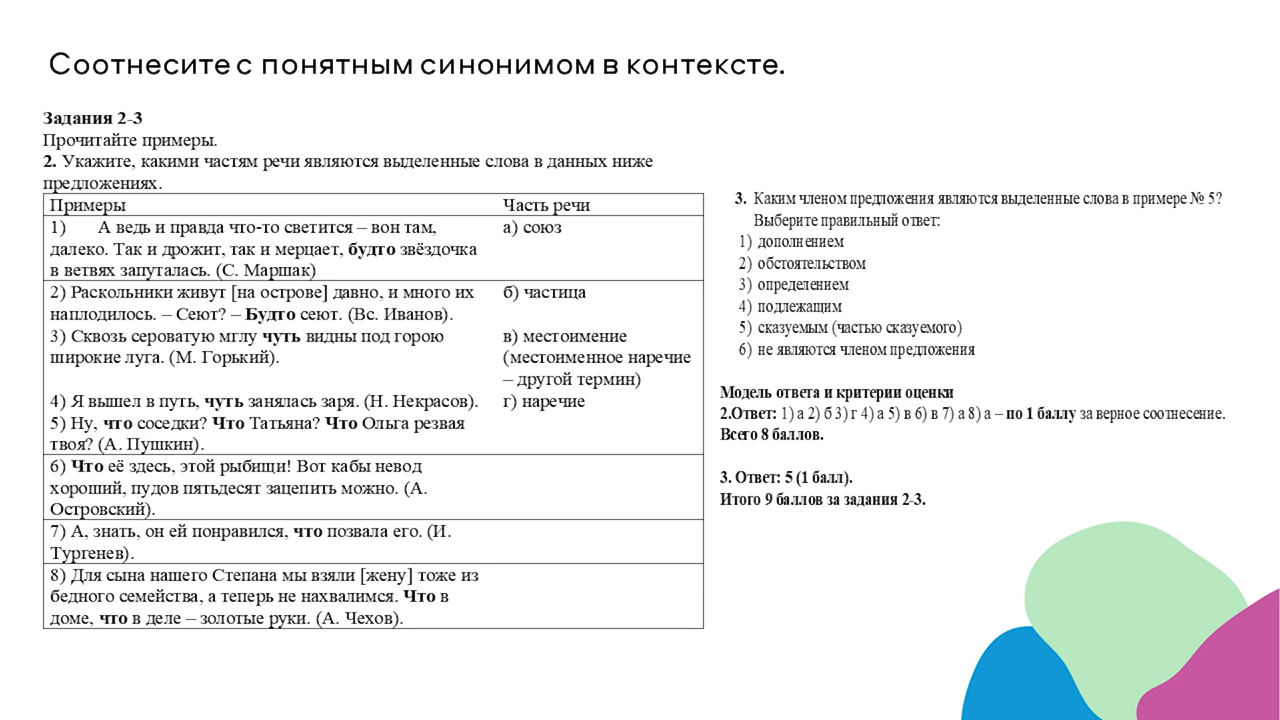 Соотнесите с понятным синонимом в контексте.
Задания 2-3
Прочитайте примеры.
2. Укажите, какими частям речи являются выделенные слова в данных ниже
предложениях.
Примеры
Часть речи
1) А ведь и правда что-то светится – вон там,
далеко. Так и дрожит, так и мерцает, будто звёздочка
в ветвях запуталась. (С. Маршак)
а) союз
2) Раскольники живут [на острове] давно, и много их
наплодилось. – Сеют? – Будто сеют. (Вс. Иванов).
б) частица
3) Сквозь сероватую мглу чуть видны под горою
широкие луга. (М. Горький).
в) местоимение
(местоименное наречие
– другой термин)
4) Я вышел в путь, чуть занялась заря. (Н. Некрасов).
г) наречие
5) Ну, что соседки? Что Татьяна? Что Ольга резвая
твоя? (А. Пушкин).
6) Что её здесь, этой рыбищи! Вот кабы невод
хороший, пудов пятьдесят зацепить можно. (А.
Островский).
7) А, знать, он ей понравился, что позвала его. (И.
Тургенев).
8) Для сына нашего Степана мы взяли [жену] тоже из
бедного семейства, а теперь не нахвалимся. Что в
доме, что в деле – золотые руки. (А. Чехов).
3. Каким членом предложения являются выделенные слова в примере № 5?
Выберите правильный ответ:
1) дополнением
2) обстоятельством
3) определением
4) подлежащим
5) сказуемым (частью сказуемого)
6) не являются членом предложения
Модель ответа и критерии оценки
2.Ответ: 1) а 2) б 3) г 4) а 5) в 6) в 7) а 8) а – по 1 баллу за верное соотнесение.
Всего 8 баллов.
3. Ответ: 5 (1 балл).
Итого 9 баллов за задания 2-3.